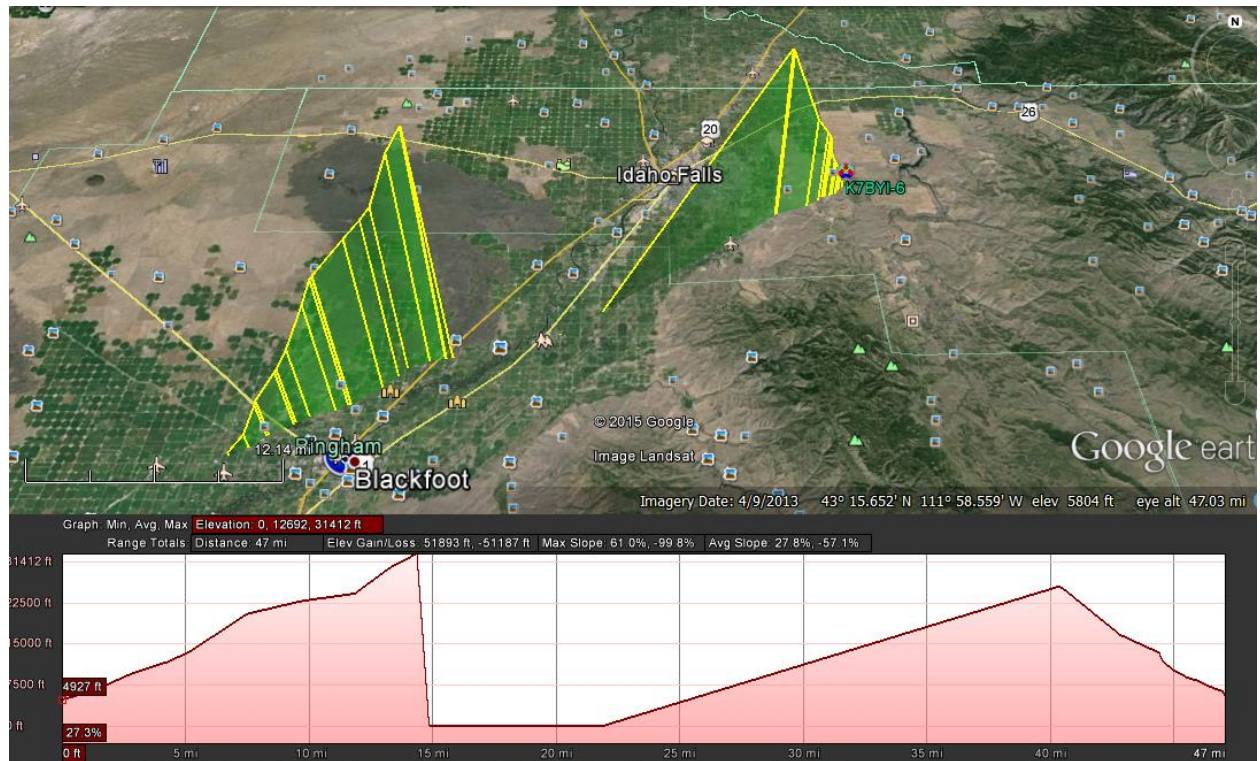 N
20
26
Idaho Falls
K7BYI-6
© 2015 Google
12.14 mi
Bingham
Blackfoot
Image Landsat
Google eart
Imagery Date: 4/9/2013 43° 15.652' N 111° 58.559' W elev 5804 ft eye alt 47.03 mi
Graph: Min, Avg, Max Elevation: 0, 12692, 31412 ft
Range Totals: Distance: 47 mi Elev Gain/Loss: 51893 ft, -51187 ft Max Slope: 61.0%, -99.8% Avg Slope: 27.8%, -57.1%
31412 ft
22500 ft
15000 ft
7500 ft
4927 ft
0 ft
27.3%
0 ft 5 mi 10 mi 15 mi 20 mi 25 mi 30 mi 35 mi 40 mi 47 mi